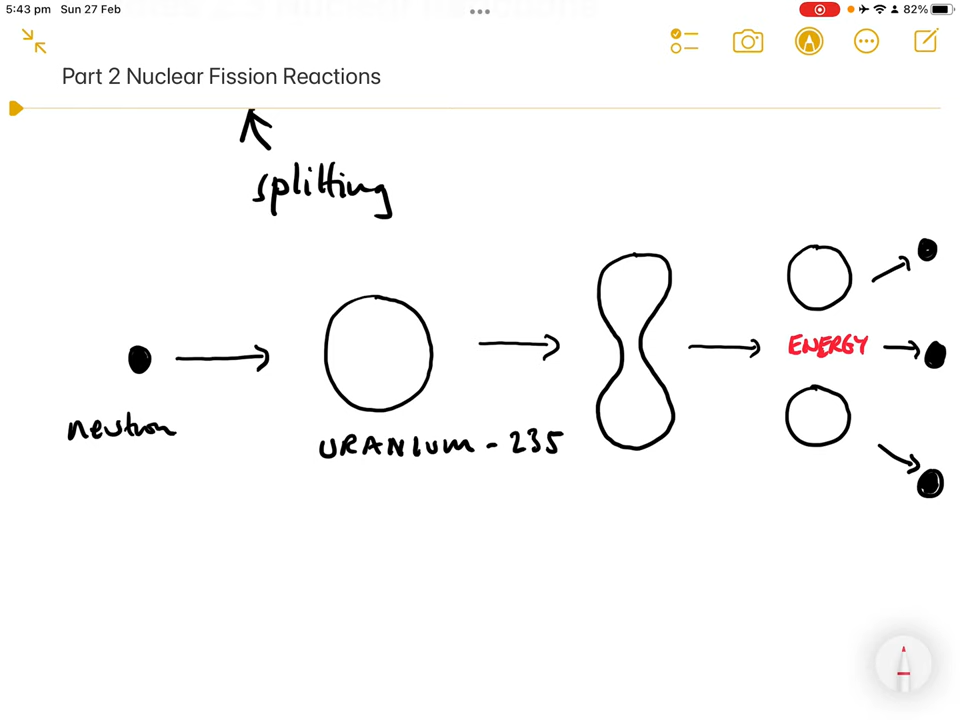 5:43 pm Sun 27 Feb
82%
Part 2 Nuclear Fission Reactions
splitting
ENERGY
neutron
URANIUM - 235